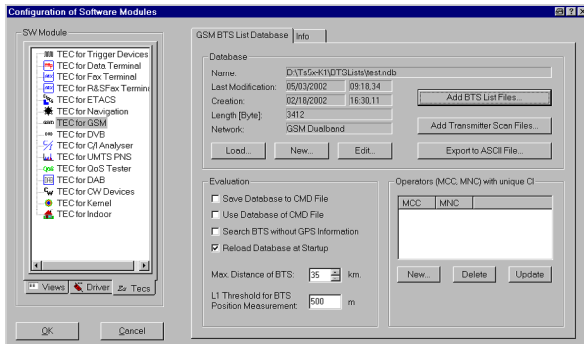 Configuration of Software Modules
SW Module
TEC for Trigger Devices
TEC for Data Terminal
TEC for Fax Terminal
TEC for R&SFax Termin
TEC for ETACS
TEC for Navigation
TEC for GSM
TEC for DVB
TEC for C/I Analyser
TEC for UMTS PNS
TEC for QoS Tester
TEC for DAB
TEC for CW Devices
TEC for Kernel
TEC for Indoor
Views
Driver
Tecs
OK
Cancel
GSM BTS List Database
Info
Database
Name: D:\Ts5x-K1\DTGLists\test.ndb
Last Modification: 05/03/2002 09:18.34
Creation: 02/18/2002 16:30.11
Length [Byte]: 3412
Network: GSM Dualband
Load...
New...
Edit...
Add BTS List Files...
Add Transmitter Scan Files...
Export to ASCII File...
Evaluation
Save Database to CMD File
Use Database of CMD File
Search BTS without GPS Information
Reload Database at Startup
Max. Distance of BTS: 35 km.
L1 Threshold for BTS
Position Measurement: 500 m
Operators (MCC, MNC) with unique CI
MCC MNC
New...
Delete
Update